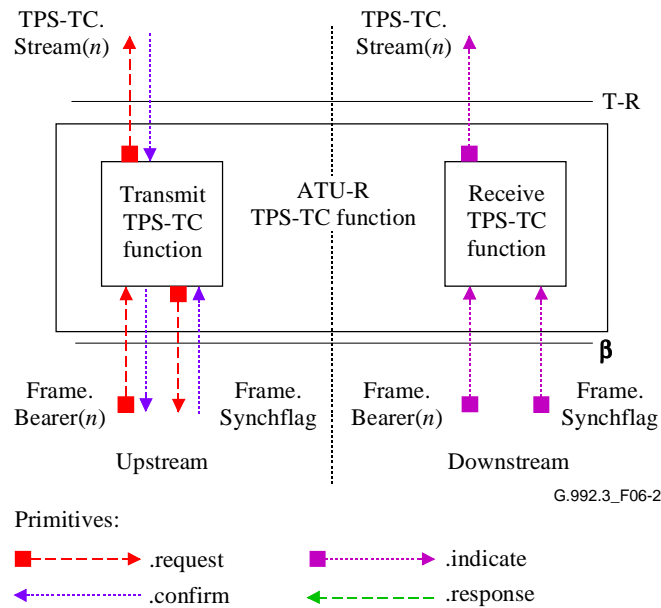 TPS-TC.
Stream(n)
TPS-TC.
Stream(n)
T-R
Transmit
TPS-TC
function
ATU-R
TPS-TC function
Receive
TPS-TC
function
β
Frame.
Bearer(n)
Frame.
Synchflag
Frame.
Bearer(n)
Frame.
Synchflag
Upstream
Downstream
G.992.3_F06-2
Primitives:
.request
.indicate
.confirm
.response